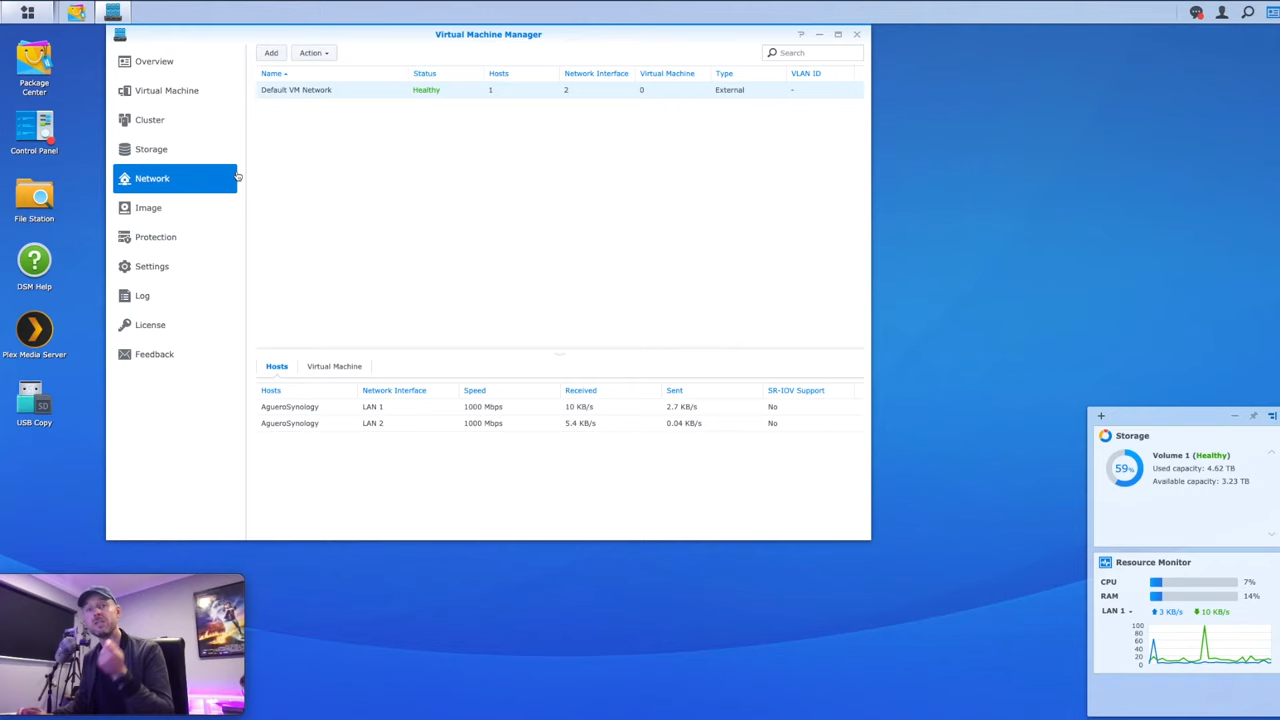 Virtual Machine Manager
Package
Center
Control Panel
File Station
DSM Help
Plex Media Server
SD
USB Copy
Overview
Virtual Machine
Cluster
Storage
Network
Image
Protection
Settings
Log
License
Feedback
Add Action Search
Name Status Hosts Network Interface Virtual Machine Type VLAN ID
Default VM Network Healthy 1 2 0 External -
Hosts Virtual Machine
Hosts Network Interface Speed Received Sent SR-IOV Support
AgueroSynology LAN 1 1000 Mbps 10 KB/s 2.7 KB/s No
AgueroSynology LAN 2 1000 Mbps 5.4 KB/s 0.04 KB/s No
Storage
59%
Volume 1 (Healthy)
Used capacity: 4.62 TB
Available capacity: 3.23 TB
Resource Monitor
CPU 7%
RAM 14%
LAN 1 3 KB/s 10 KB/s
100
80
60
40
20
0